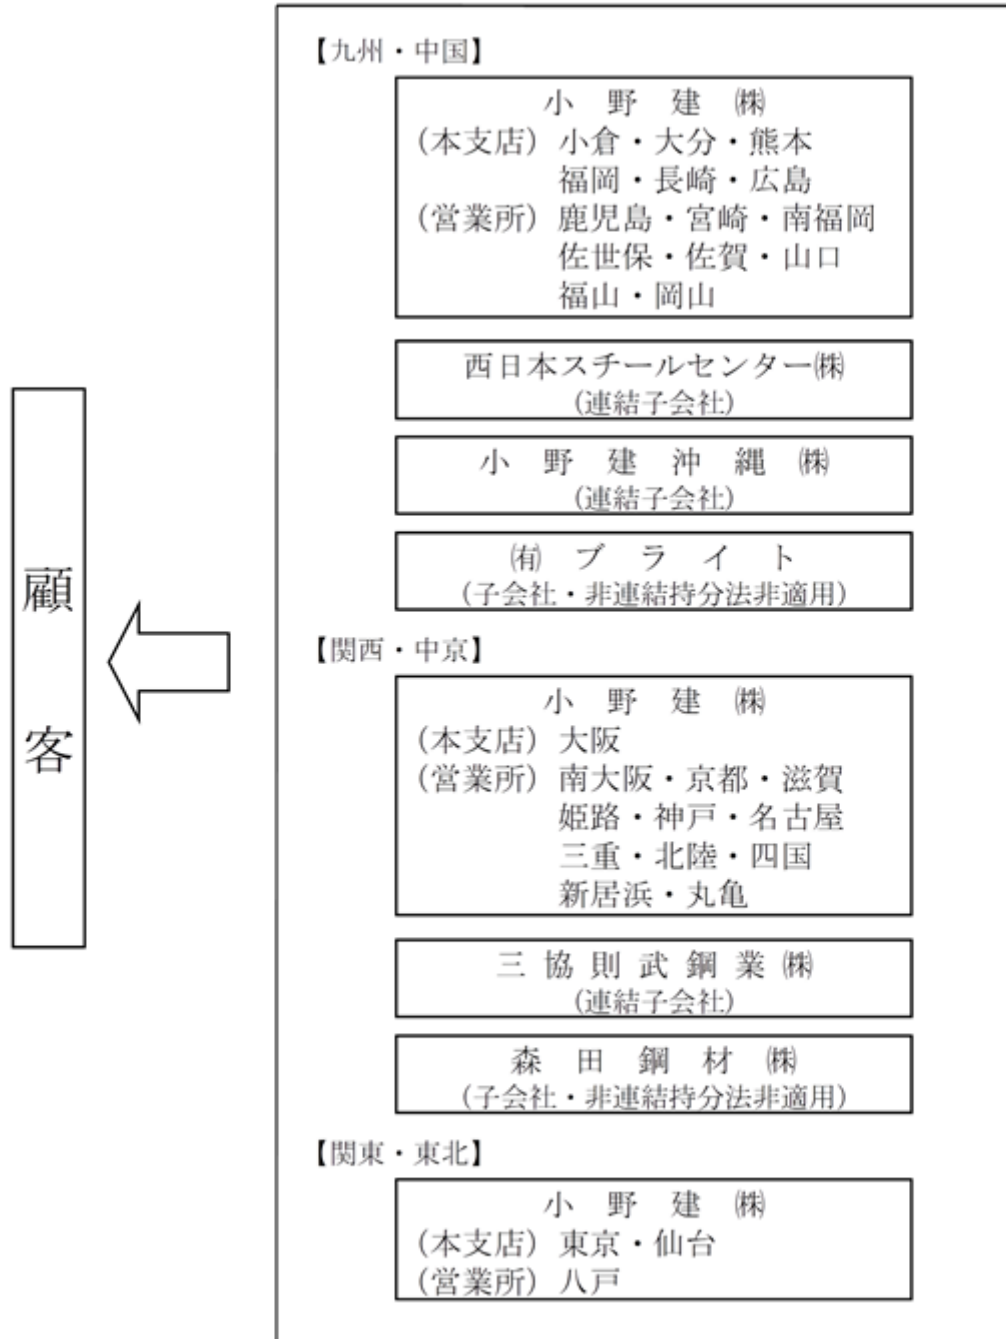 【九州・中国】
小野建㈱
（本支店）小倉・大分・熊本
福岡・長崎・広島
（営業所）鹿児島・宮崎・南福岡
佐世保・佐賀・山口
福山・岡山
西日本スチールセンター㈱
（連結子会社）
小野建沖縄㈱
（連結子会社）
㈲ブライト
（子会社・非連結持分法非適用）
【関西・中京】
小野建㈱
（本支店）大阪
（営業所）南大阪・京都・滋賀
姫路・神戸・名古屋
三重・北陸・四国
新居浜・丸亀
三協則武鋼業㈱
（連結子会社）
森田鋼材㈱
（子会社・非連結持分法非適用）
【関東・東北】
小野建㈱
（本支店）東京・仙台
（営業所）八戸
顧客